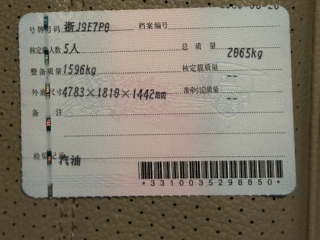 号牌号码 浙J9E7P0 档案编号
核定载人数 5人 总质量 2065kg
整备质量 1596kg 核定载质量 --
外廓尺寸 4783×1810×1442mm 准牵引总质量 --
备注
检验记录 汽油
*3310035298850*